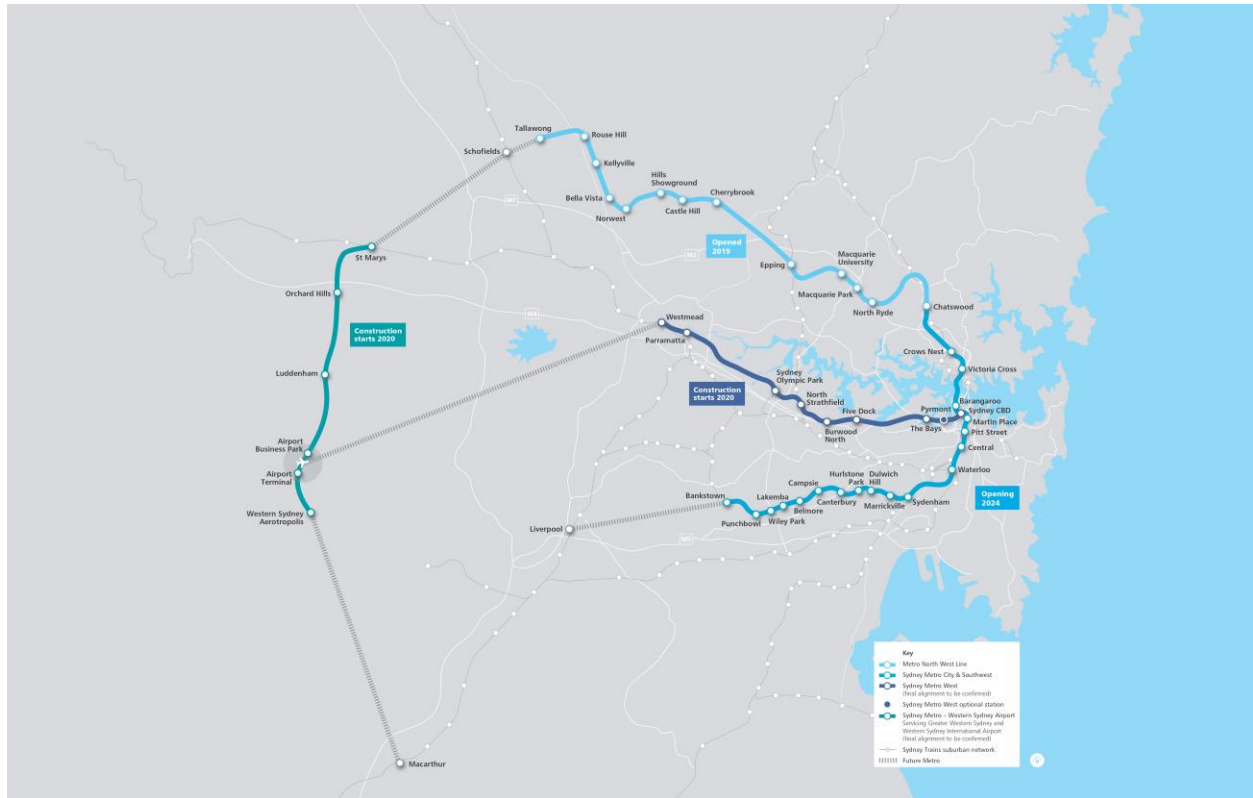 Tallawong
Rouse Hill
Schofields
Kellyville
Hills
Showground
Cherrybrook
Bella Vista
Castle Hill
Norwest
M7
Opened
2019
M2
St Marys
Epping
Macquarie
University
Macquarie Park
North Ryde
Chatswood
Orchard Hills
M4
Construction
starts 2020
Westmead
Parramatta
Crows Nest
Victoria Cross
Luddenham
Sydney
Olympic Park
Construction
starts 2020
North
Strathfield
Five Dock
Pyrmont
Barangaroo
Sydney CBD
Martin Place
Burwood
North
The Bays
Pitt Street
Central
Airport
Business Park
Airport
Terminal
Waterloo
Western Sydney
Aerotropolis
Bankstown
Punchbowl
Lakemba
Wiley Park
Campsie
Belmore
Hurlstone
Park
Canterbury
Dulwich
Hill
Marrickville
Sydenham
Opening
2024
Liverpool
M5
Macarthur
Key
Metro North West Line
Sydney Metro City & Southwest
Sydney Metro West
(final alignment to be confirmed)
Sydney Metro West optional station
Sydney Metro – Western Sydney Airport
Servicing Greater Western Sydney and
Western Sydney International Airport
(final alignment to be confirmed)
Sydney Trains suburban network
Future Metro